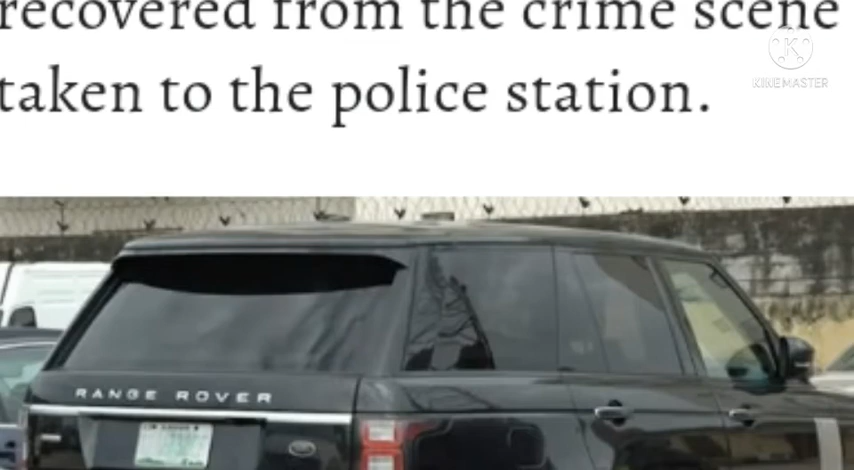 recovered from the crime scene
taken to the police station.
KINEMASTER
RANGE ROVER